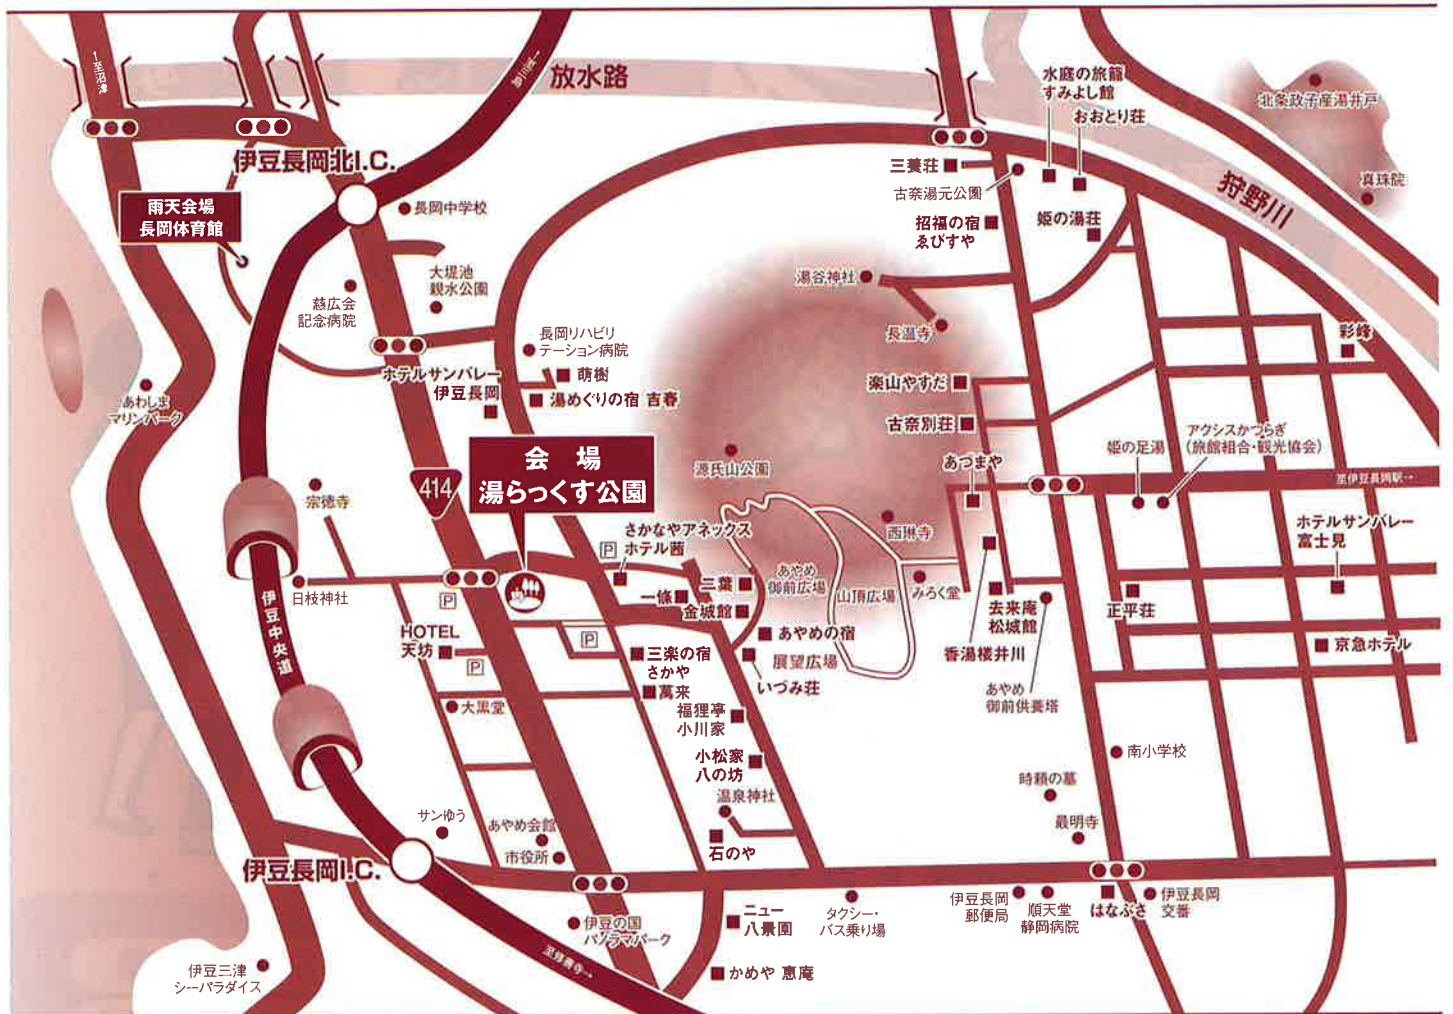 ←至沼津
←至三島
放水路
水庭の旅籠
すみよし館
おおとり荘
北条政子産湯井戸
伊豆長岡北I.C.
三養荘
古奈湯元公園
狩野川
真珠院
雨天会場
長岡体育館
長岡中学校
招福の宿
ゑびすや
姫の湯荘
大堤池
親水公園
湯谷神社
慈広会
記念病院
長岡リハビリ
テーション病院
長温寺
彩峰
あわしま
マリンパーク
ホテルサンバレー
伊豆長岡
萌樹
湯めぐりの宿 吉春
楽山やすだ
古奈別荘
アクシスかつらぎ
(旅館組合・観光協会)
姫の足湯
会 場
湯らっくす公園
414
源氏山公園
あづまや
至伊豆長岡駅→
宗徳寺
さかなやアネックス
ホテル茜
P
西琳寺
ホテルサンバレー
富士見
日枝神社
P
二葉
一條
金城館
あやめ
御前広場
山頂広場
みろく堂
去来庵
松城館
正平荘
伊豆中央道
HOTEL
天坊
P
P
あやめの宿
展望広場
香湯楼井川
京急ホテル
三楽の宿
さかや
いづみ荘
萬来
あやめ
御前供養塔
大黒堂
福狸亭
小川家
南小学校
小松家
八の坊
時頼の墓
温泉神社
サンゆう
あやめ会館
市役所
最明寺
石のや
伊豆長岡I.C.
伊豆長岡
郵便局
順天堂
静岡病院
はなぶさ
伊豆長岡
交番
ニュー
八景園
タクシー・
バス乗り場
伊豆の国
パノラマパーク
至修善寺→
伊豆三津
シーパラダイス
かめや 恵庵